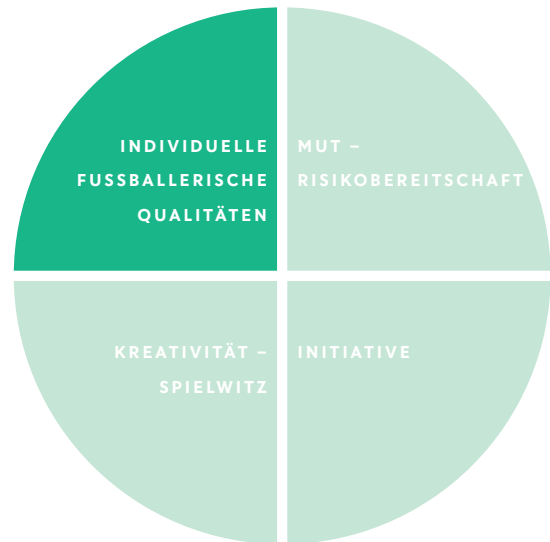 INDIVIDUELLE
FUSSBALLERISCHE
QUALITÄTEN
MUT –
RISIKOBEREITSCHAFT
KREATIVITÄT –
SPIELWITZ
INITIATIVE